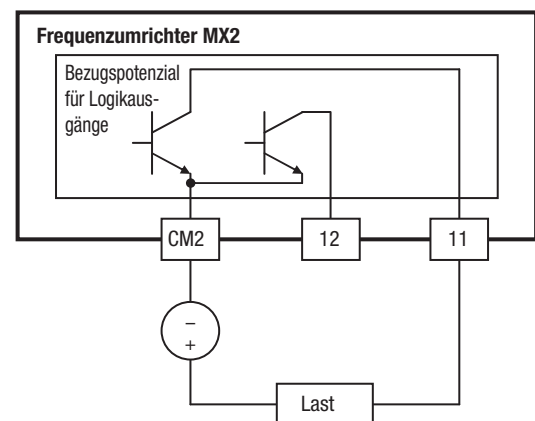 Frequenzumrichter MX2
Bezugspotenzial
für Logikaus-
gänge
CM2
12
11
–
+
Last